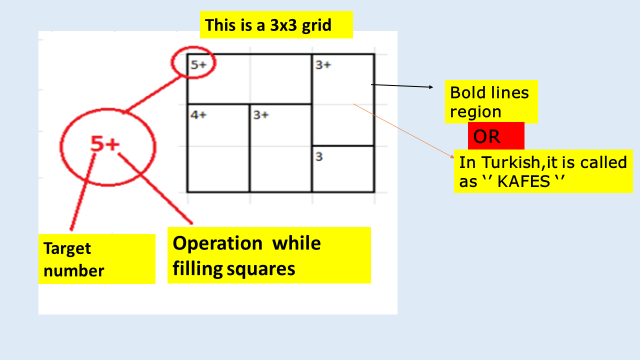 This is a 3x3 grid
5+
3+
4+
3+
3
5+
Bold lines
region
OR
In Turkish,it is called
as ‘’ KAFES ‘’
Target
number
Operation while
filling squares